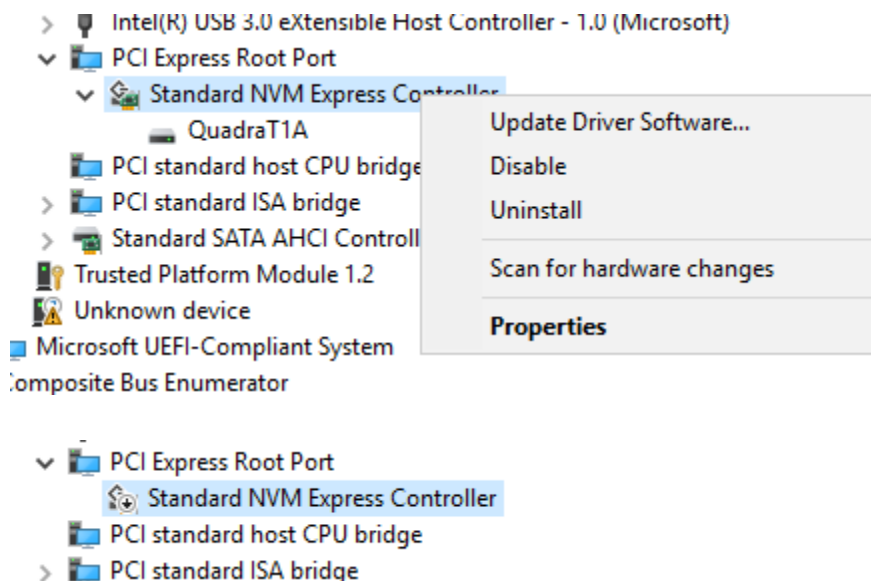 Intel(R) USB 3.0 eXtensible Host Controller - 1.0 (Microsoft)
PCI Express Root Port
Standard NVM Express Controller
Update Driver Software...
QuadraT1A
PCI standard host CPU bridge
Disable
PCI standard ISA bridge
Uninstall
Standard SATA AHCI Controll
Trusted Platform Module 1.2
Scan for hardware changes
Unknown device
Properties
Microsoft UEFI-Compliant System
omposite Bus Enumerator
PCI Express Root Port
Standard NVM Express Controller
PCI standard host CPU bridge
PCI standard ISA bridge